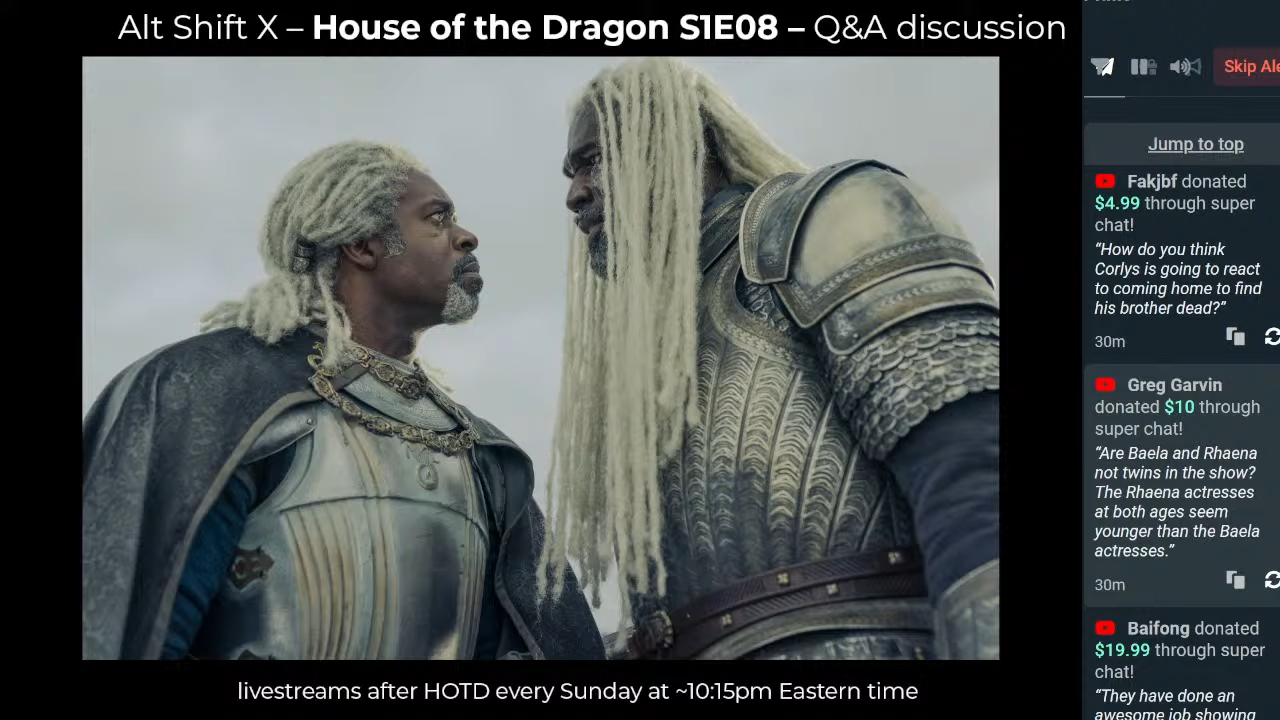 Alt Shift X – House of the Dragon S1E08 – Q&A discussion
livestreams after HOTD every Sunday at ~10:15pm Eastern time
Skip Ale
Jump to top
Fakjbf donated
$4.99 through super
chat!
“How do you think
Corlys is going to react
to coming home to find
his brother dead?”
30m
Greg Garvin
donated $10 through
super chat!
“Are Baela and Rhaena
not twins in the show?
The Rhaena actresses
at both ages seem
younger than the Baela
actresses.”
30m
Baifong donated
$19.99 through super
chat!
“They have done an
awesome job showing